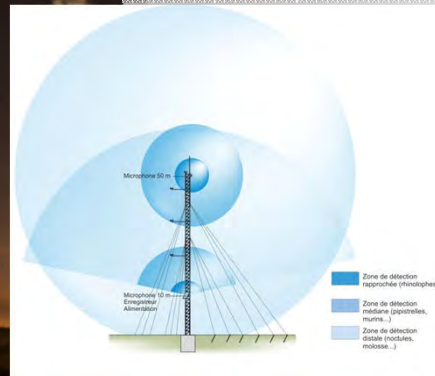 Microphone 50 m
Microphone 10 m
Enregistreur
Alimentation
Zone de détection
rapprochée (rhinolophes)
Zone de détection
médiane (pipistrelles,
murins...)
Zone de détection
distale (noctules,
molosse...)